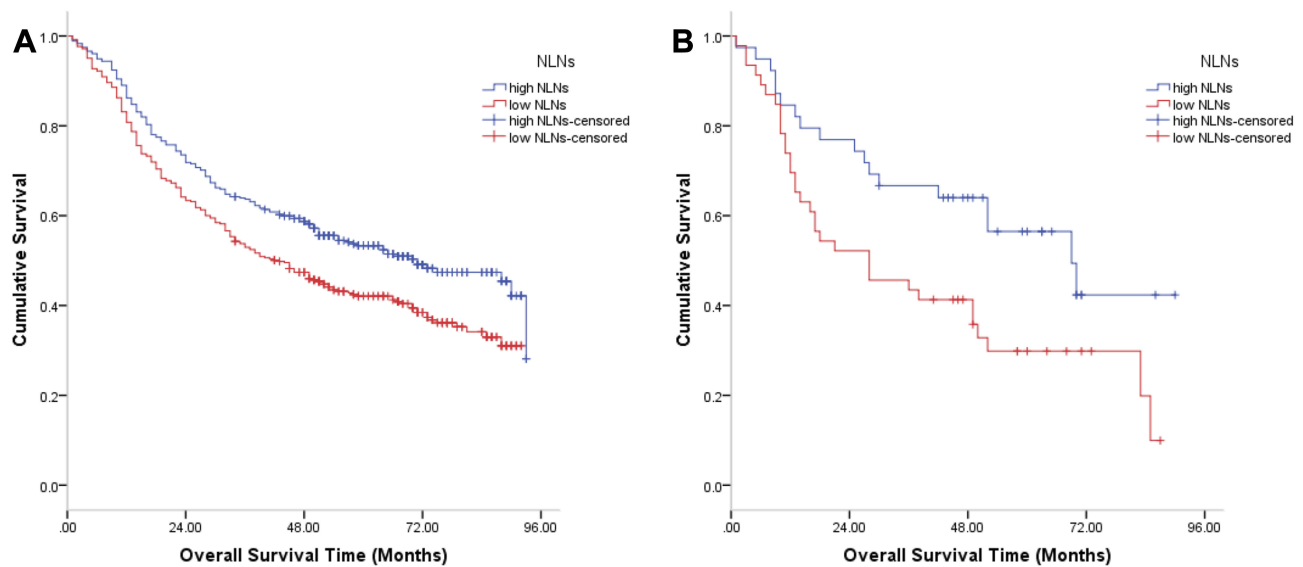 A
1.0
0.8
0.6
0.4
0.2
0.0
Cumulative Survival
.00
24.00
48.00
72.00
96.00
Overall Survival Time (Months)
NLNs
high NLNs
low NLNs
high NLNs-censored
low NLNs-censored
B
1.0
0.8
0.6
0.4
0.2
0.0
Cumulative Survival
.00
24.00
48.00
72.00
96.00
Overall Survival Time (Months)
NLNs
high NLNs
low NLNs
high NLNs-censored
low NLNs-censored